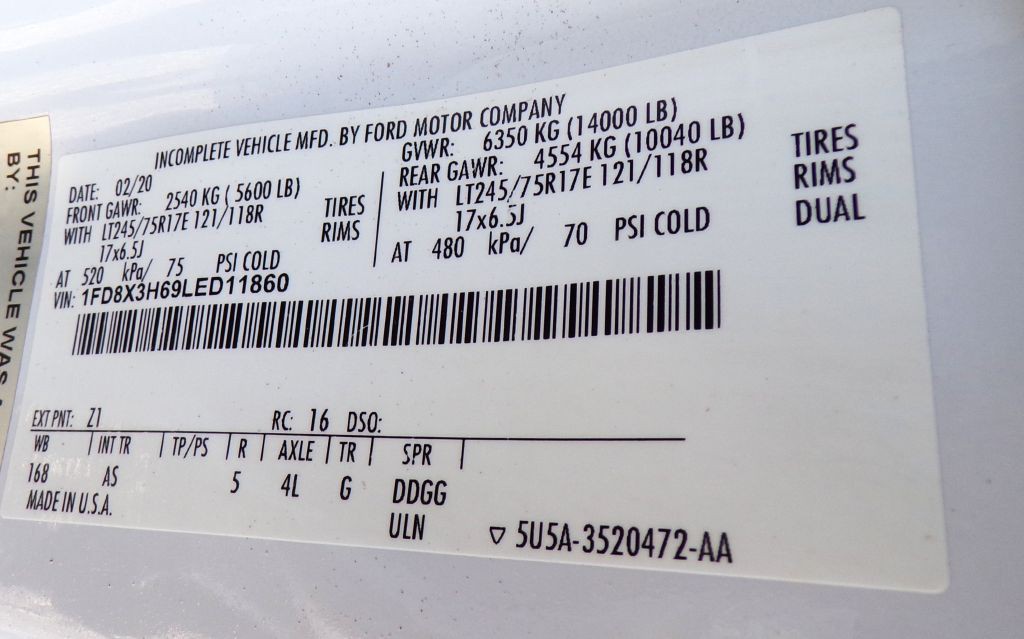 THIS VEHICLE WAS
BY:
INCOMPLETE VEHICLE MFD. BY FORD MOTOR COMPANY
DATE: 02/20 GVWR: 6350 KG (14000 LB)
FRONT GAWR: 2540 KG ( 5600 LB) REAR GAWR: 4554 KG (10040 LB)
WITH LT245/75R17E 121/118R TIRES WITH LT245/75R17E 121/118R TIRES
17x6.5J RIMS 17x6.5J RIMS
AT 520 kPa/ 75 PSI COLD AT 480 kPa/ 70 PSI COLD DUAL
VIN: 1FD8X3H69LED11860
EXT PNT: Z1 RC: 16 DSO:
WB INT TR TP/PS R AXLE TR SPR
168 AS 5 4L G DDGG
MADE IN U.S.A. ULN ▽ 5U5A-3520472-AA